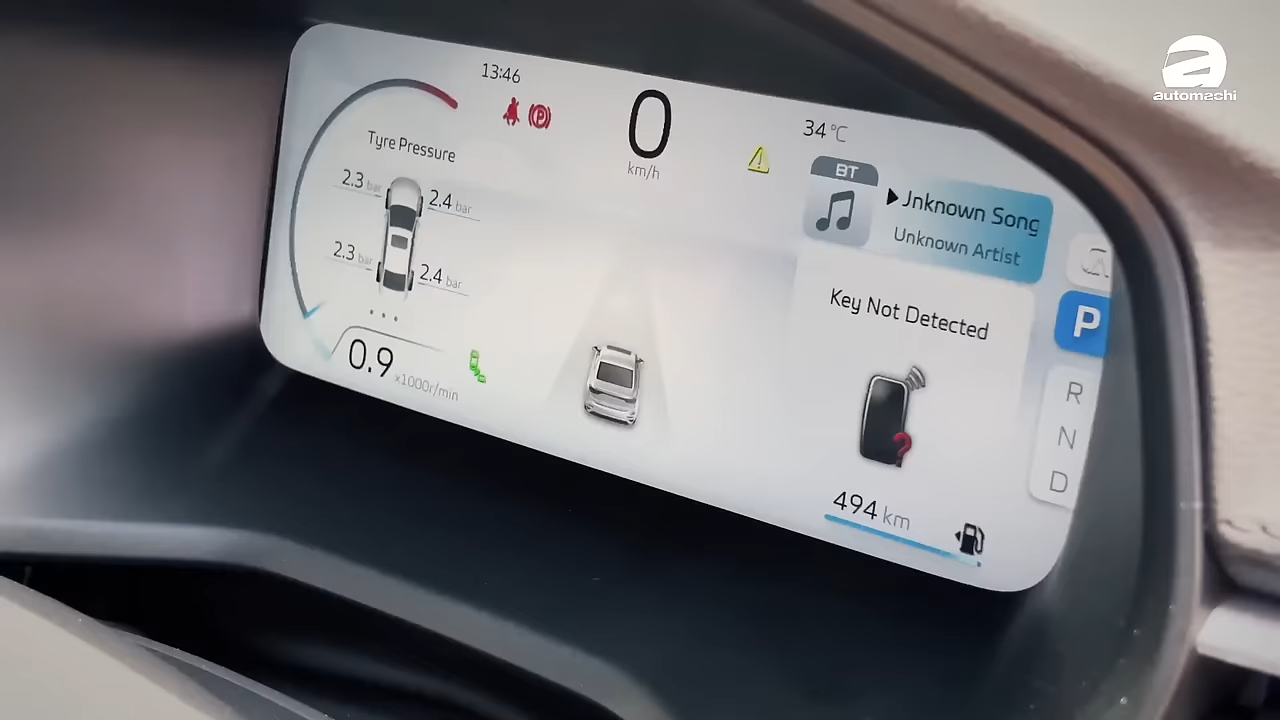 automachi
13:46
0
km/h
34 °C
Tyre Pressure
2.3 bar
2.4 bar
2.3 bar
2.4 bar
0.9 x1000r/min
BT
Jnknown Song
Unknown Artist
Key Not Detected
?
494 km
P
R
N
D